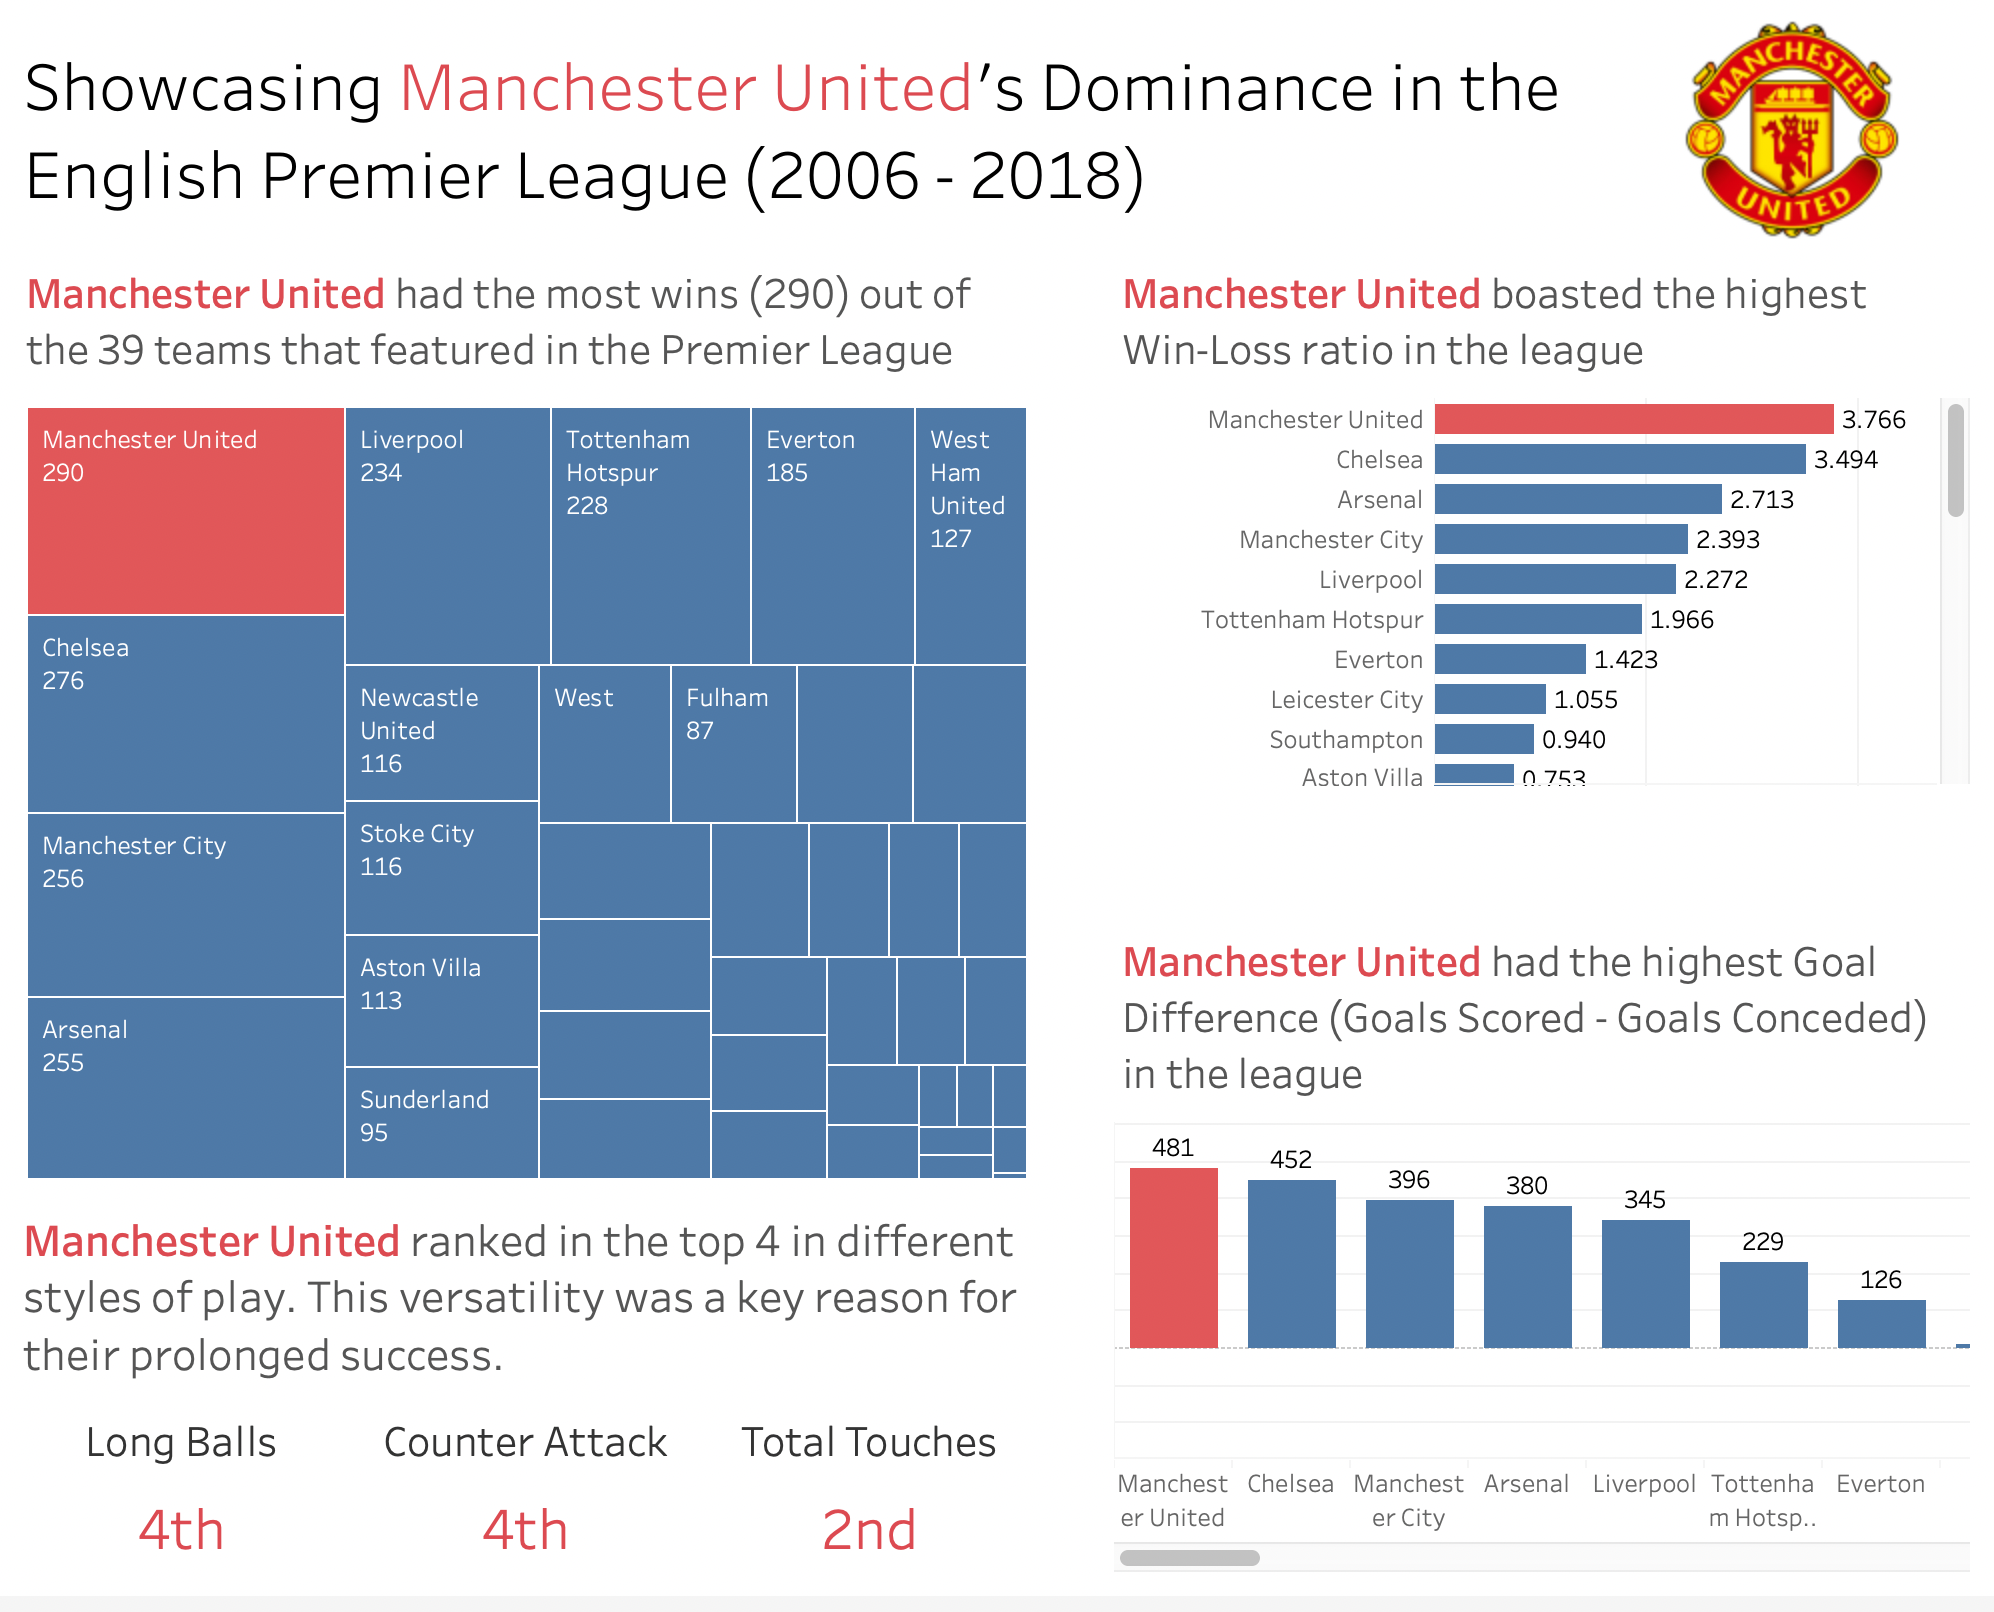 Showcasing Manchester United's Dominance in the
English Premier League (2006 - 2018)
MANCHESTER
UNITED
Manchester United had the most wins (290) out of
the 39 teams that featured in the Premier League
Manchester United
290
Chelsea
276
Manchester City
256
Arsenal
255
Liverpool
234
Tottenham
Hotspur
228
Everton
185
West
Ham
United
127
Newcastle
United
116
West
Fulham
87
Stoke City
116
Aston Villa
113
Sunderland
95
Manchester United boasted the highest
Win-Loss ratio in the league
Manchester United 3.766
Chelsea 3.494
Arsenal 2.713
Manchester City 2.393
Liverpool 2.272
Tottenham Hotspur 1.966
Everton 1.423
Leicester City 1.055
Southampton 0.940
Aston Villa 0.753
Manchester United had the highest Goal
Difference (Goals Scored - Goals Conceded)
in the league
481
452
396
380
345
229
126
Manchest
er United
Chelsea
Manchest
er City
Arsenal
Liverpool
Tottenha
m Hotsp..
Everton
Manchester United ranked in the top 4 in different
styles of play. This versatility was a key reason for
their prolonged success.
Long Balls
4th
Counter Attack
4th
Total Touches
2nd